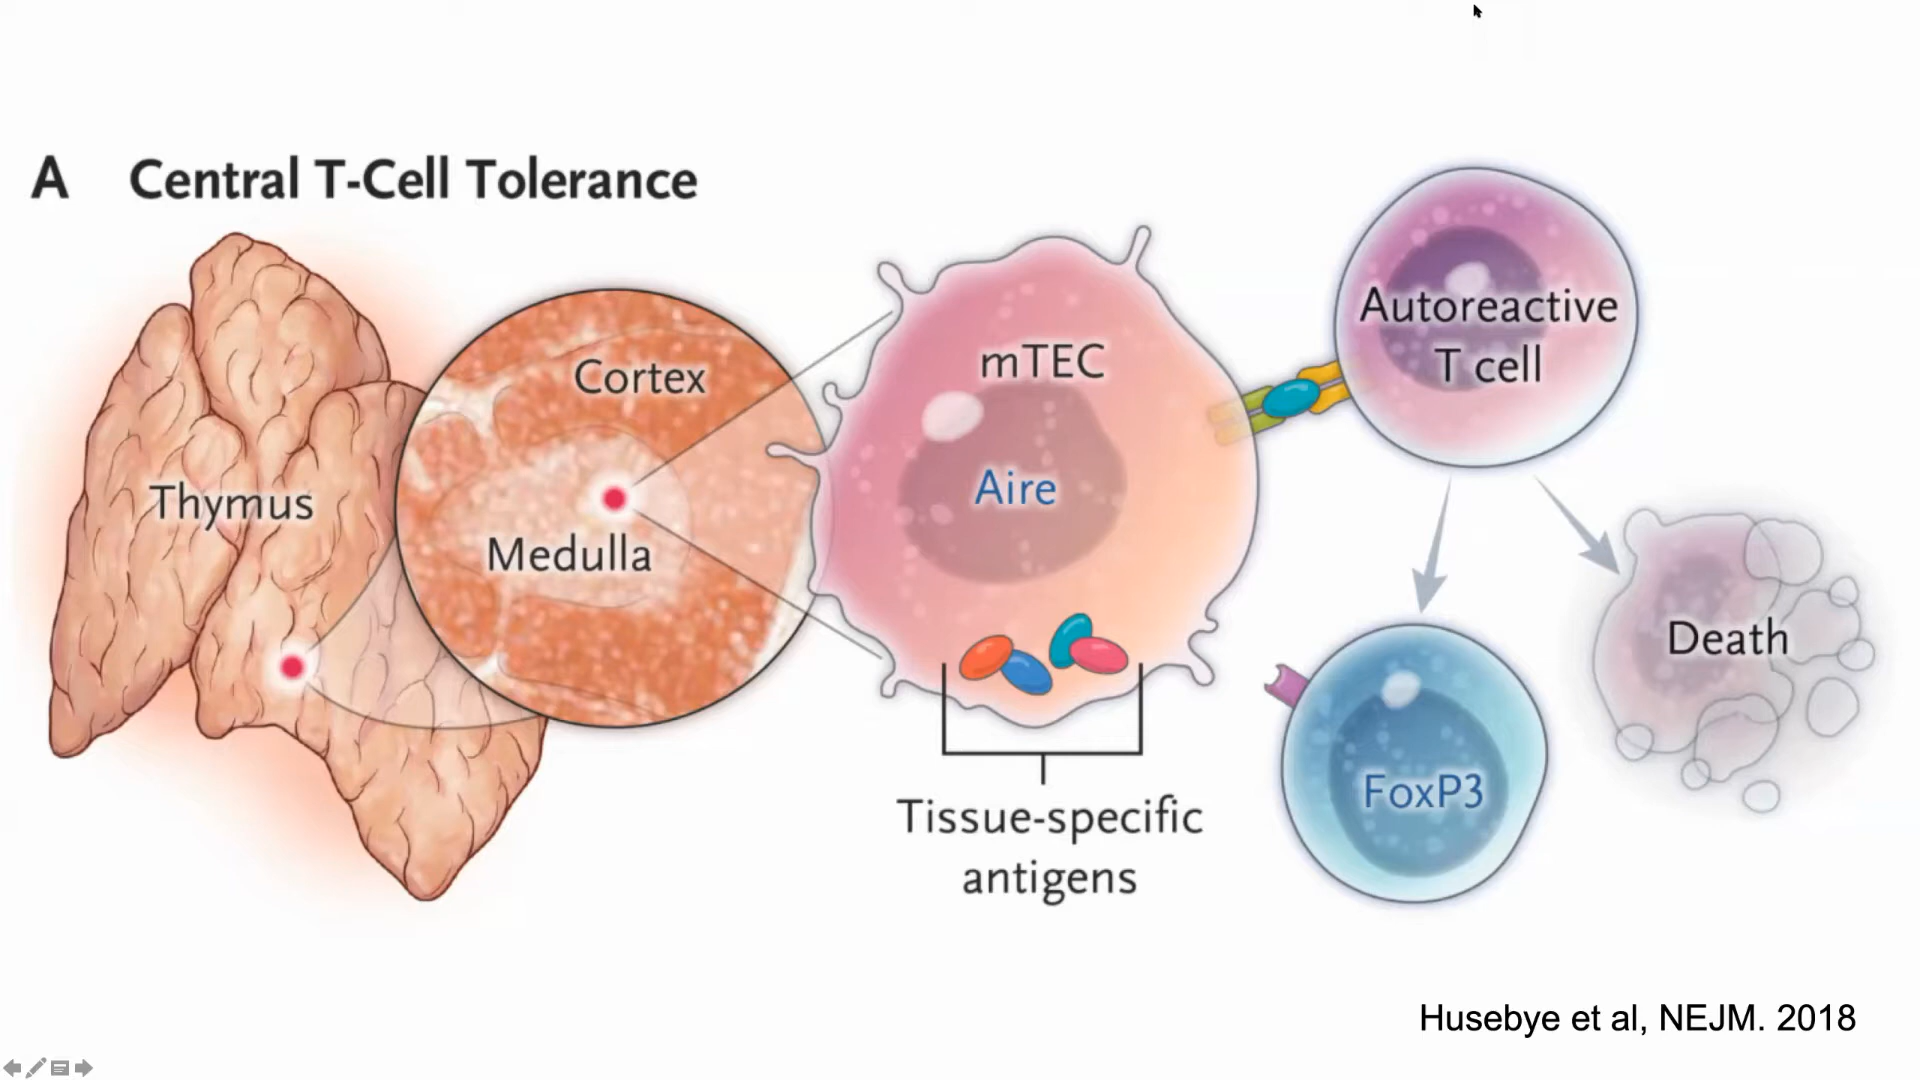 A Central T-Cell Tolerance
Thymus
Cortex
Medulla
mTEC
Aire
Tissue-specific
antigens
Autoreactive
T cell
FoxP3
Death
Husebye et al, NEJM. 2018